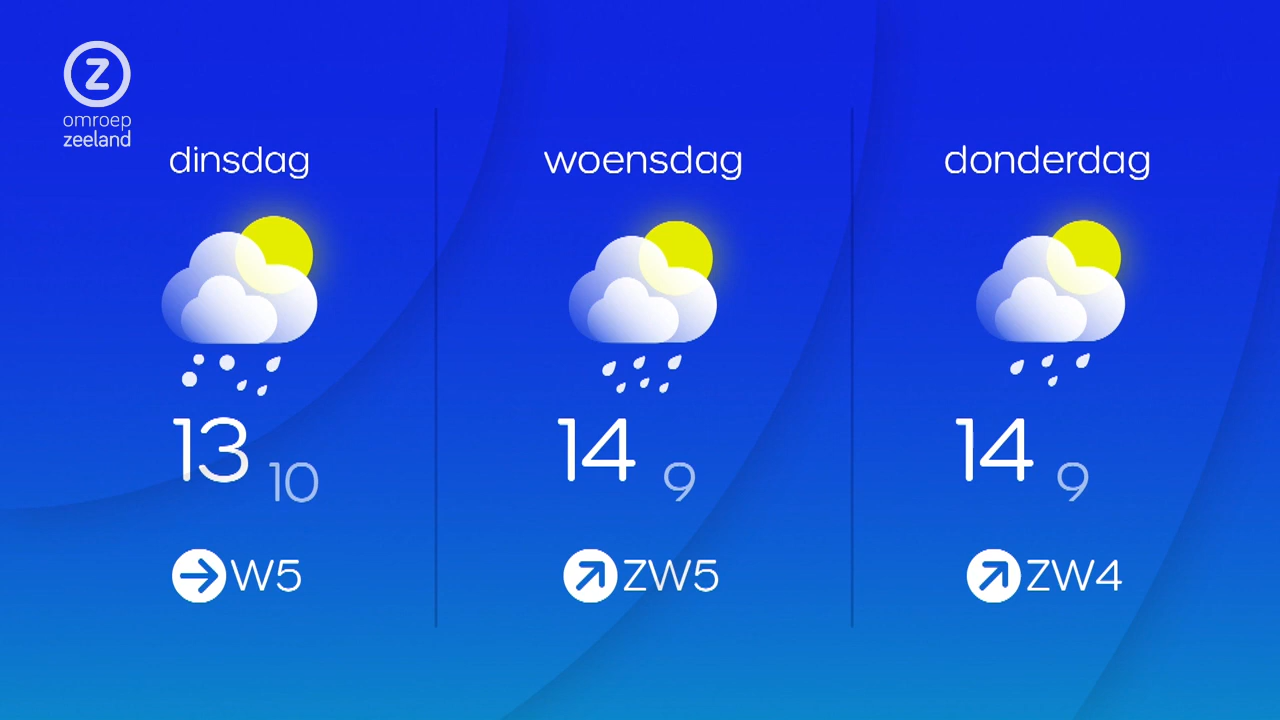 omroep
zeeland
dinsdag
13 10
W5
woensdag
14 9
ZW5
donderdag
14 9
ZW4